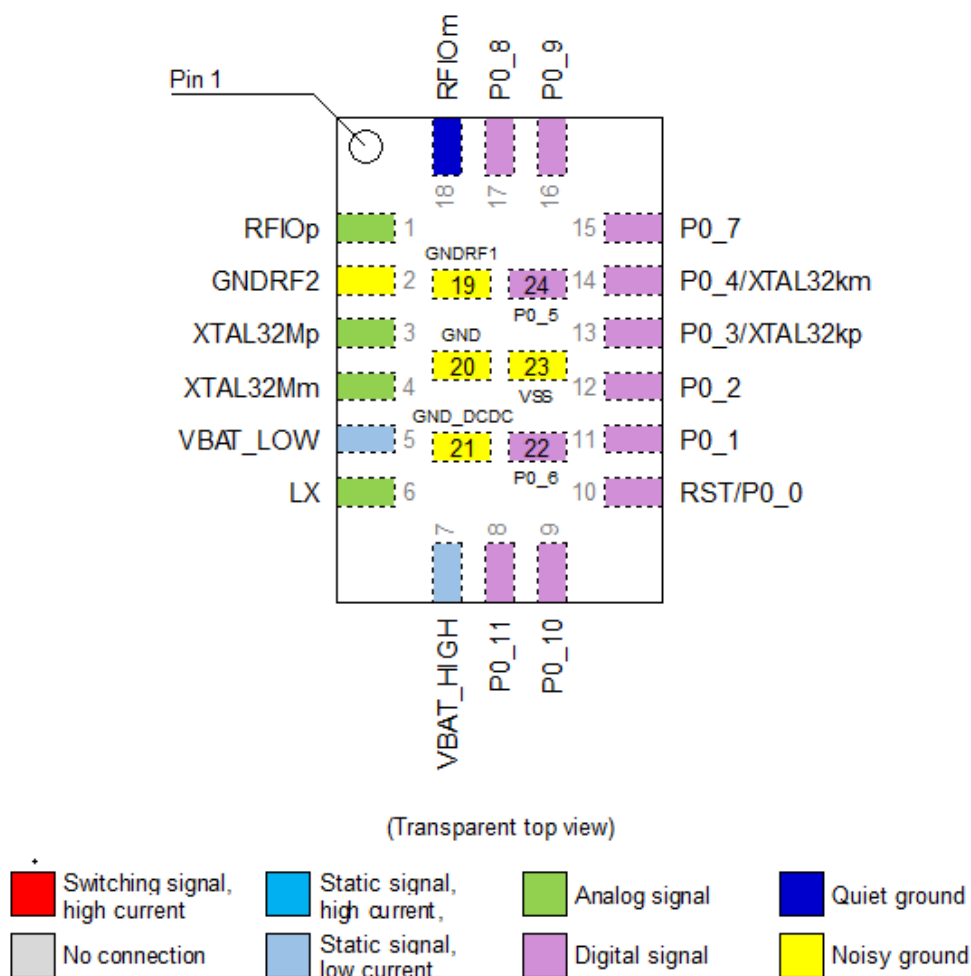 RFIOm
P0_8
P0_9
Pin 1
18
17
16
RFIOp
1
15
P0_7
GNDRF1
GNDRF2
2
19
24
14
P0_4/XTAL32km
P0_5
XTAL32Mp
3
GND
13
P0_3/XTAL32kp
20
23
XTAL32Mm
4
VSS
12
P0_2
GND_DCDC
VBAT_LOW
5
21
22
11
P0_1
P0_6
LX
6
10
RST/P0_0
7
8
9
VBAT_HIGH
P0_11
P0_10
(Transparent top view)
Switching signal,
high current
Static signal,
high current,
Analog signal
Quiet ground
No connection
Static signal,
low current
Digital signal
Noisy ground